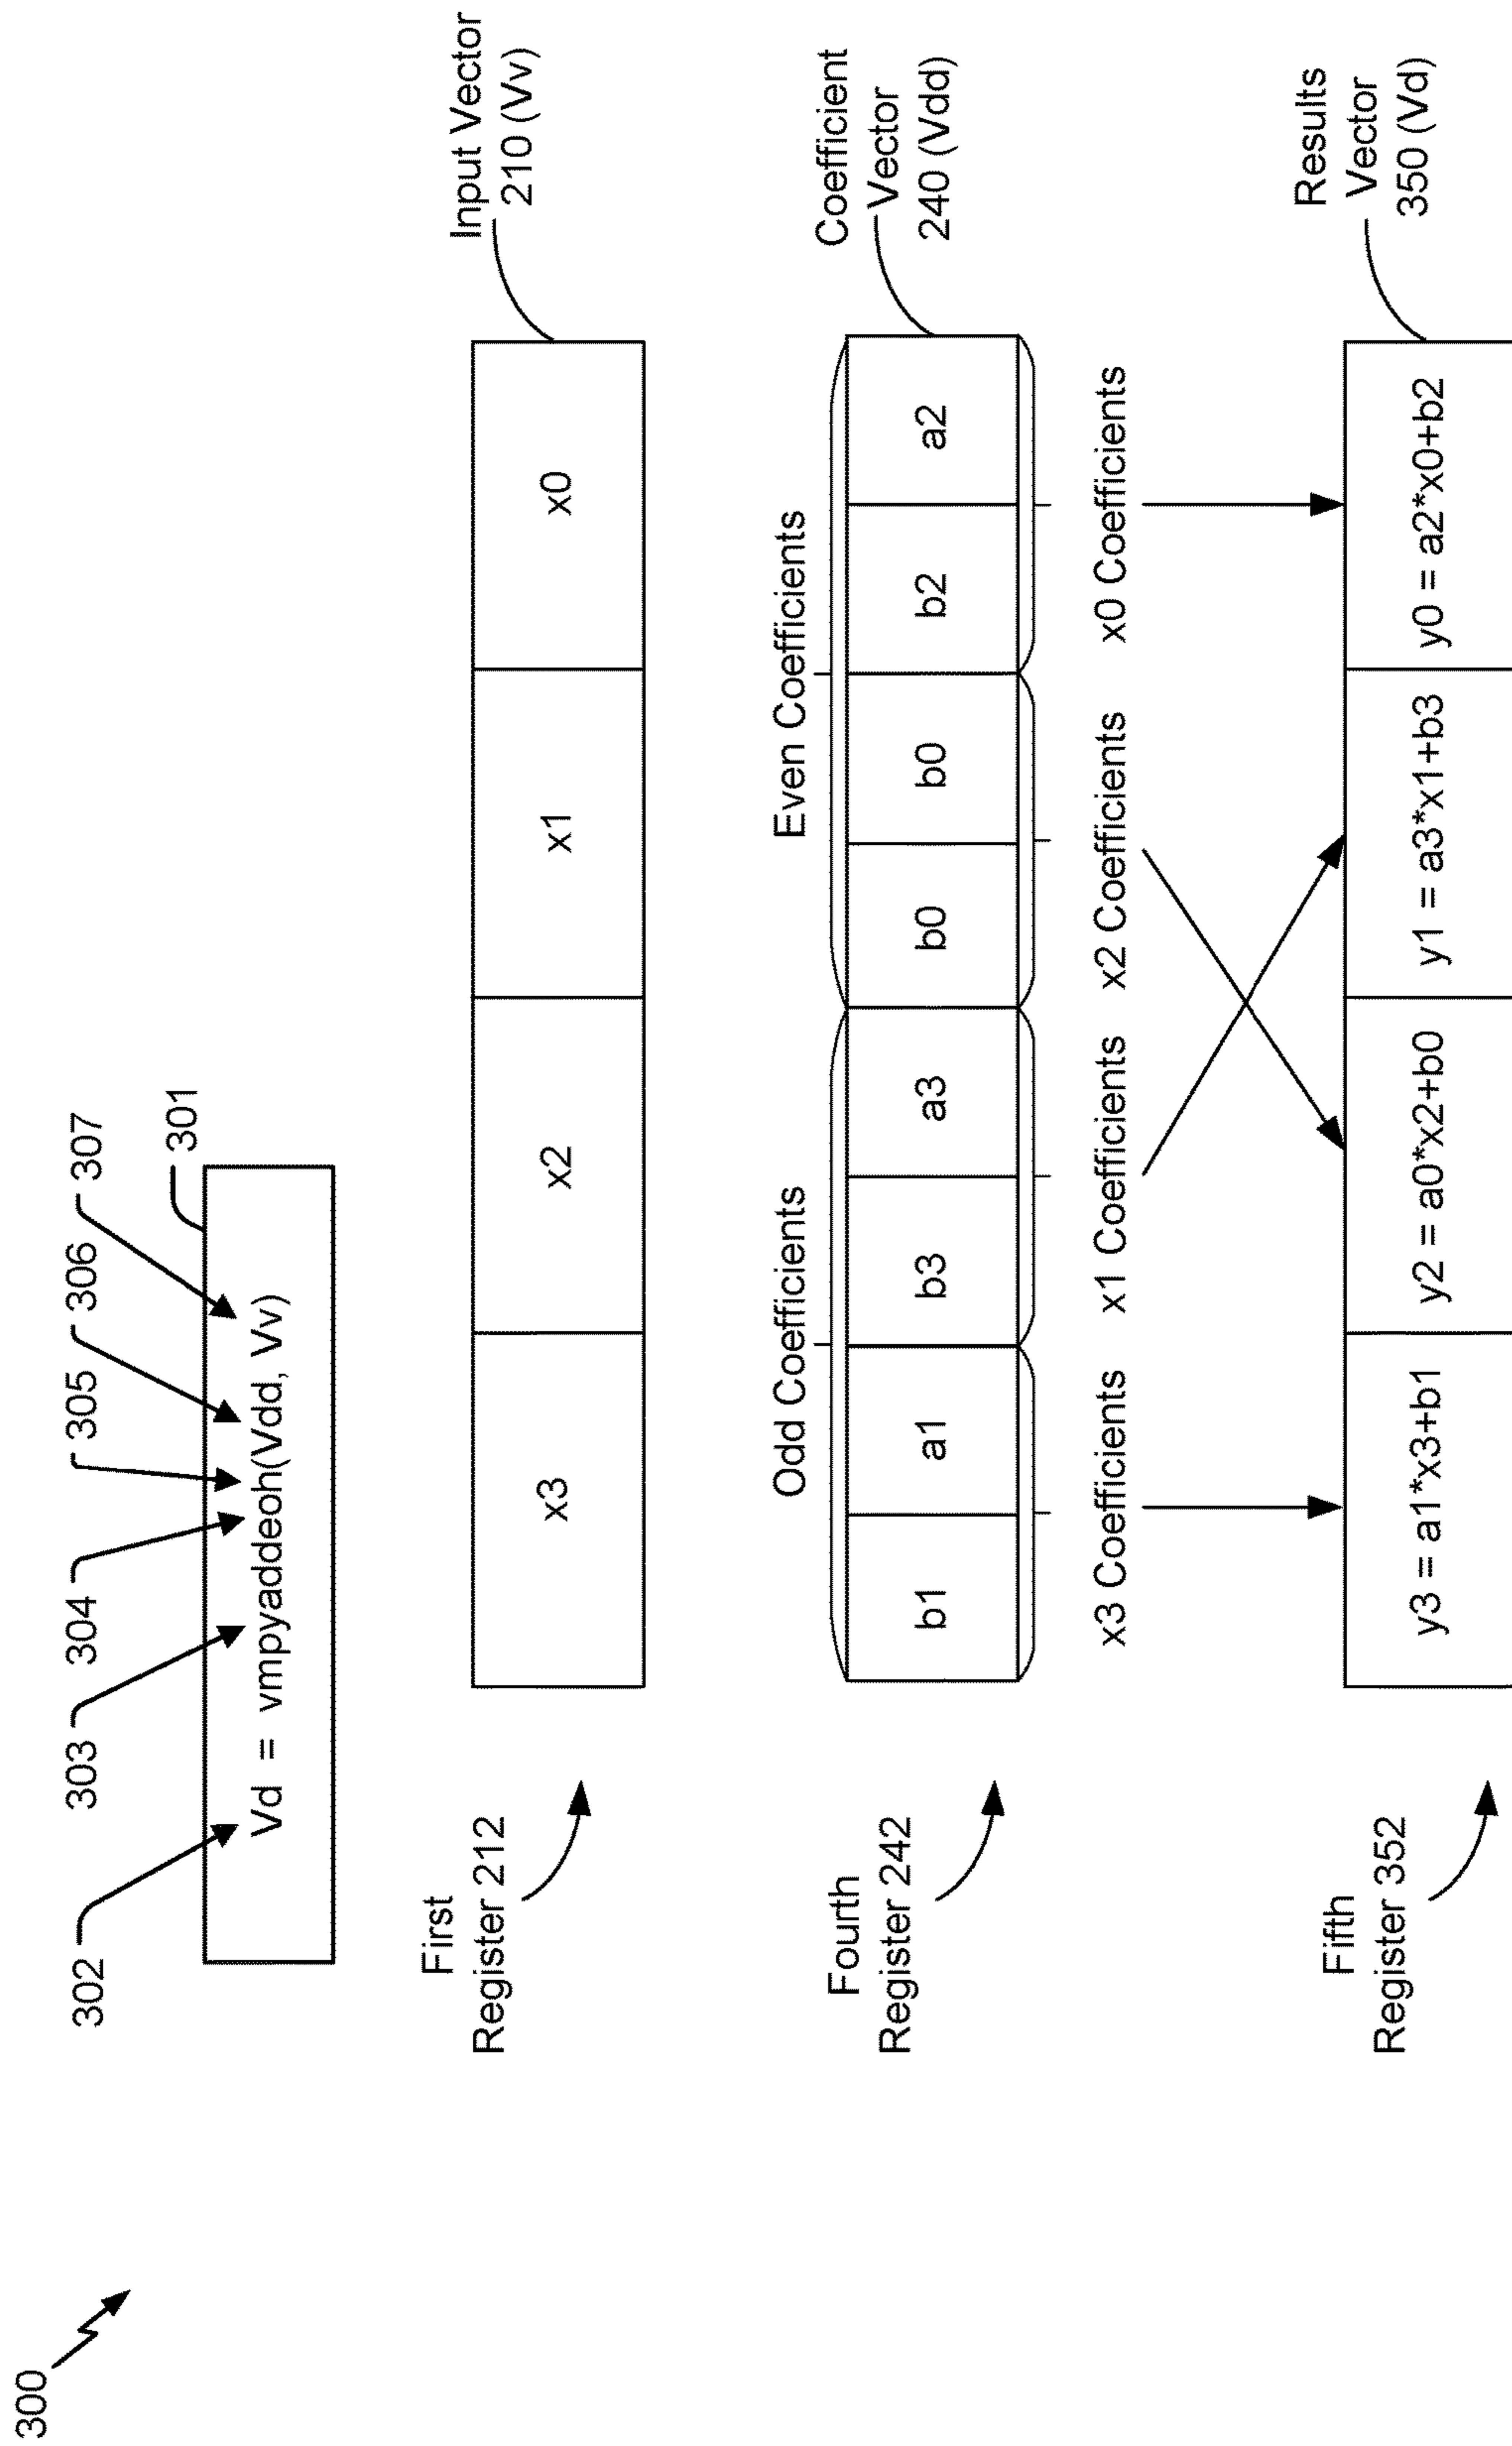 300
302
303
304
305
306
307
301
Vd = vmpyaddeoh(Vdd, Vv)
First
Register 212
x3
x2
x1
x0
Input Vector
210 (Vv)
Odd Coefficients
Even Coefficients
Fourth
Register 242
b1
a1
b3
a3
b0
b0
b2
a2
Coefficient
Vector
240 (Vdd)
x3 Coefficients
x1 Coefficients
x2 Coefficients
x0 Coefficients
Fifth
Register 352
y3 = a1*x3+b1
y2 = a0*x2+b0
y1 = a3*x1+b3
y0 = a2*x0+b2
Results
Vector
350 (Vd)